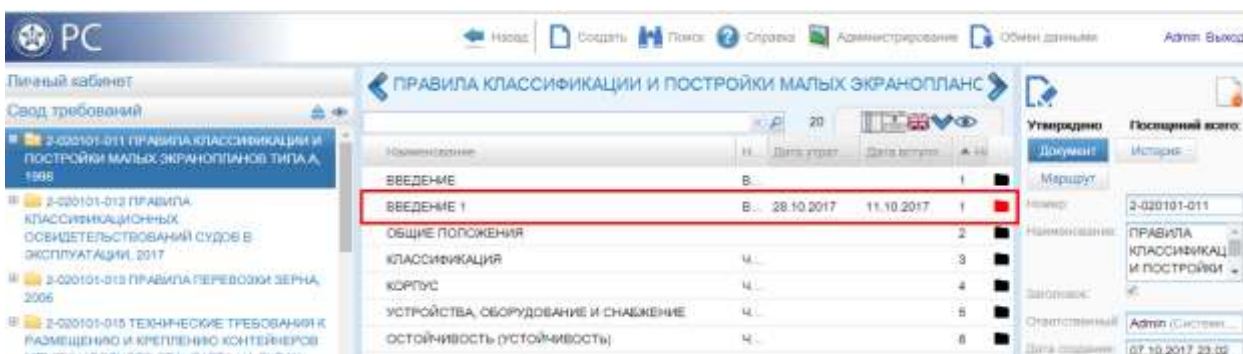 РС
Назад Создать Поиск Справка Администрирование Обмен данными Admin Выход
Личный кабинет
Свод требований
2-020101-011 ПРАВИЛА КЛАССИФИКАЦИИ И
ПОСТРОЙКИ МАЛЫХ ЭКРАНОПЛАНОВ ТИПА А,
1998
2-020101-012 ПРАВИЛА
КЛАССИФИКАЦИОННЫХ
ОСВИДЕТЕЛЬСТВОВАНИЙ СУДОВ В
ЭКСПЛУАТАЦИИ, 2017
2-020101-013 ПРАВИЛА ПЕРЕВОЗКИ ЗЕРНА,
2006
2-020101-015 ТЕХНИЧЕСКИЕ ТРЕБОВАНИЯ К
РАЗМЕЩЕНИЮ И КРЕПЛЕНИЮ КОНТЕЙНЕРОВ
ПРАВИЛА КЛАССИФИКАЦИИ И ПОСТРОЙКИ МАЛЫХ ЭКРАНОПЛАНС
20
Наименование Н. Дата утрат Дата вступл
ВВЕДЕНИЕ В... 1
ВВЕДЕНИЕ 1 В... 28.10.2017 11.10.2017 1
ОБЩИЕ ПОЛОЖЕНИЯ 2
КЛАССИФИКАЦИЯ Ч... 3
КОРПУС Ч... 4
УСТРОЙСТВА, ОБОРУДОВАНИЕ И СНАБЖЕНИЕ Ч... 5
ОСТОЙЧИВОСТЬ (УСТОЙЧИВОСТЬ) Ч... 6
Утверждено Посещений всего:
Документ История
Маршрут
Номер: 2-020101-011
Наименование: ПРАВИЛА
КЛАССИФИКАЦ
И ПОСТРОЙКИ
Заголовок:
Ответственный Admin (Систем...
Дата создания: 07.10.2017 23:02